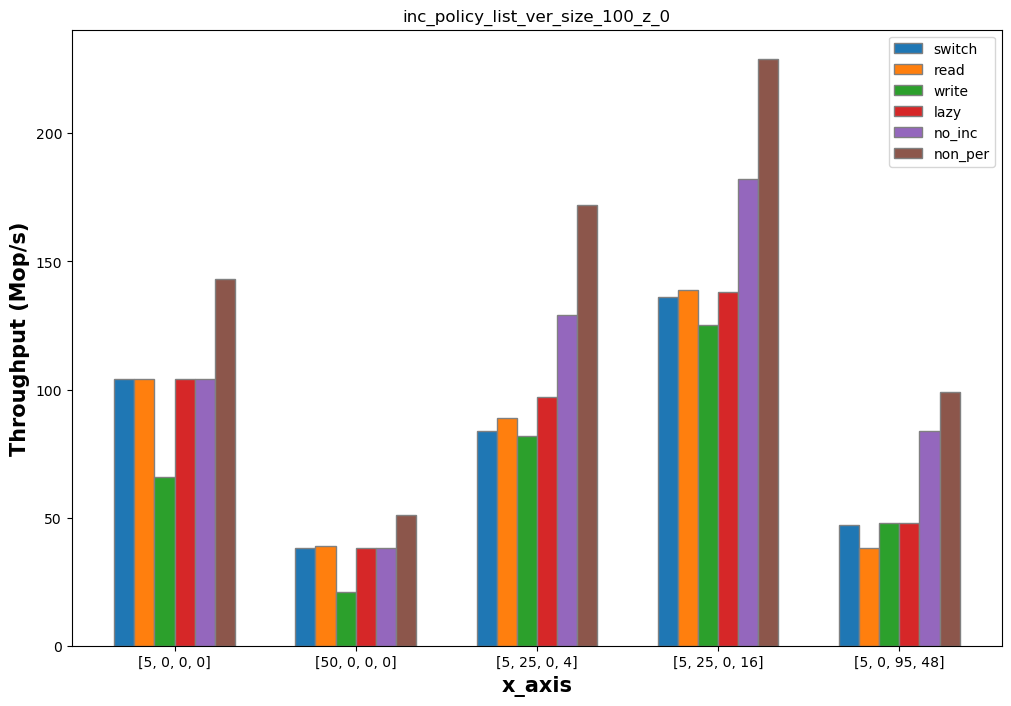 inc_policy_list_ver_size_100_z_0
switch
read
write
lazy
no_inc
non_per
Throughput (Mop/s)
200
150
100
50
0
[5, 0, 0, 0]
[50, 0, 0, 0]
[5, 25, 0, 4]
[5, 25, 0, 16]
[5, 0, 95, 48]
x_axis